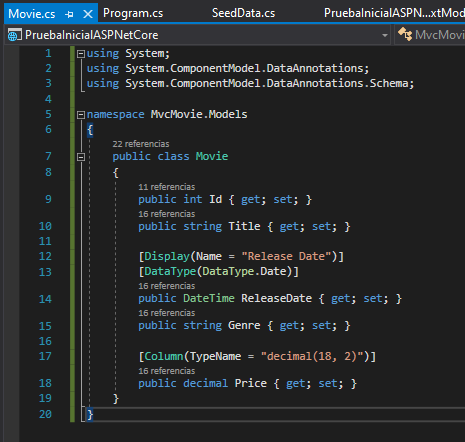 Movie.cs Program.cs SeedData.cs PruebaInicialASPN...xtMod
PruebaInicialASPNetCore MvcMovi
1 using System;
2 using System.ComponentModel.DataAnnotations;
3 using System.ComponentModel.DataAnnotations.Schema;
4
5 namespace MvcMovie.Models
6 {
22 referencias
7 public class Movie
8 {
11 referencias
9 public int Id { get; set; }
16 referencias
10 public string Title { get; set; }
11
12 [Display(Name = "Release Date")]
13 [DataType(DataType.Date)]
16 referencias
14 public DateTime ReleaseDate { get; set; }
16 referencias
15 public string Genre { get; set; }
16
17 [Column(TypeName = "decimal(18, 2)")]
16 referencias
18 public decimal Price { get; set; }
19 }
20 }